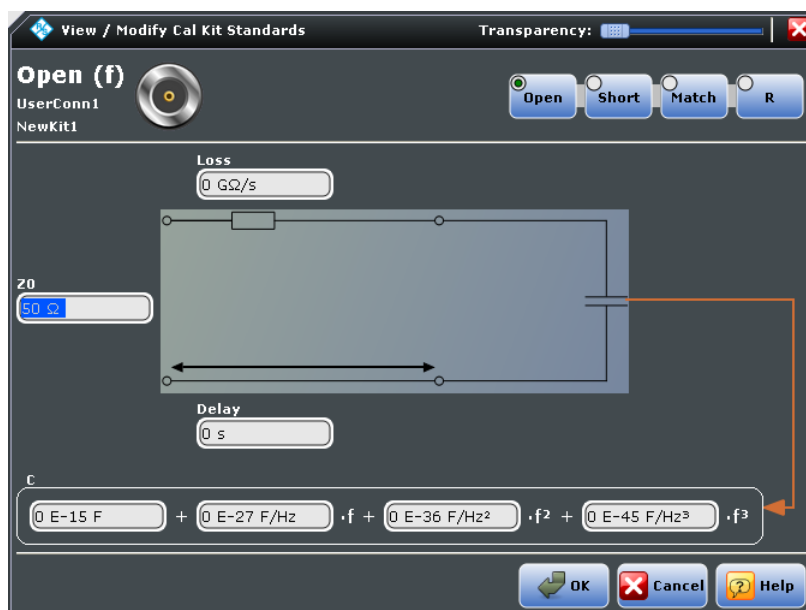 View / Modify Cal Kit Standards Transparency:
Open (f)
UserConn1
NewKit1
Open Short Match R
Loss
0 GΩ/s
Z0
50 Ω
Delay
0 s
C
0 E-15 F + 0 E-27 F/Hz ·f + 0 E-36 F/Hz² ·f² + 0 E-45 F/Hz³ ·f³
OK Cancel Help